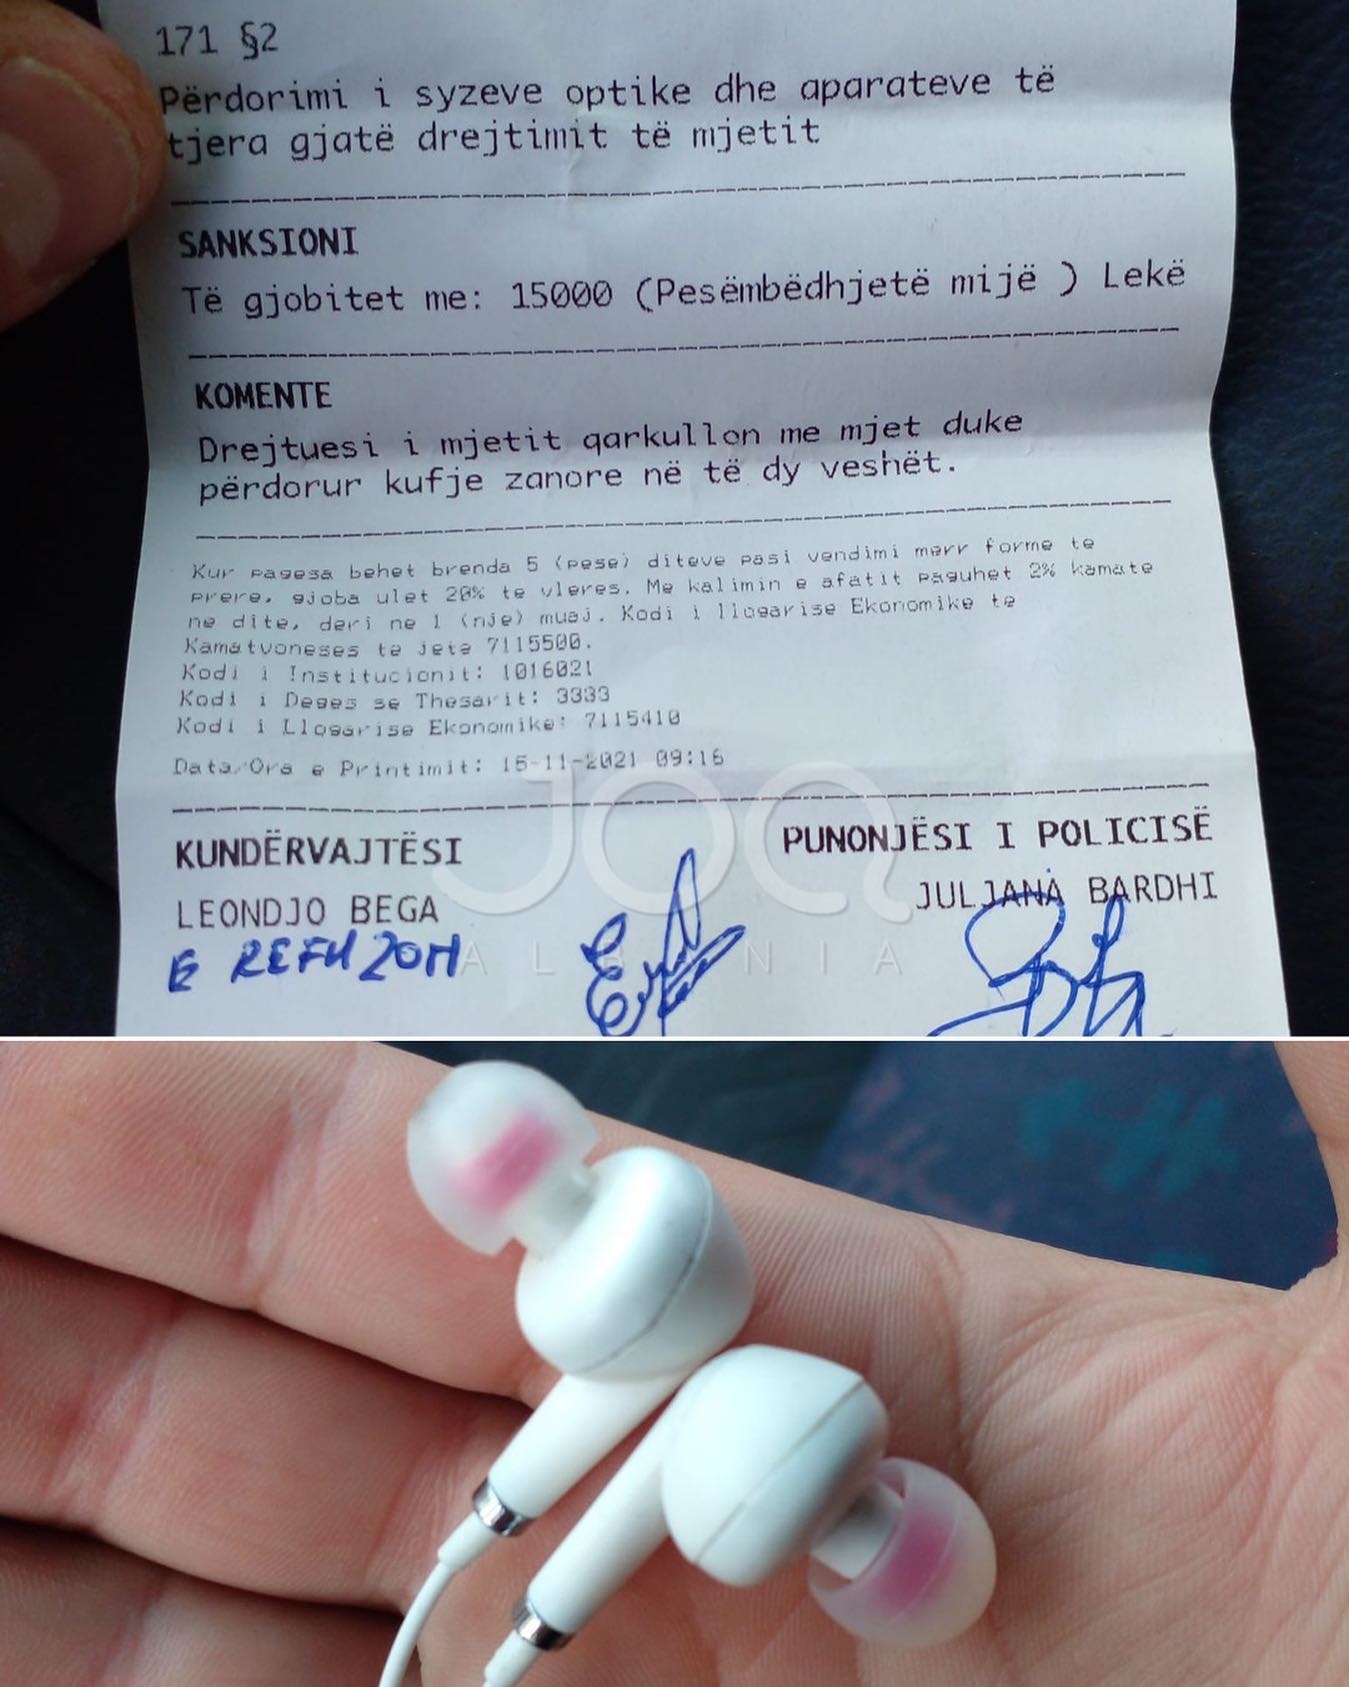 171 §2
Përdorimi i syzeve optike dhe aparateve të
tjera gjatë drejtimit të mjetit
SANKSIONI
Të gjobitet me: 15000 (Pesëmbëdhjetë mijë ) Lekë
KOMENTE
Drejtuesi i mjetit qarkullon me mjet duke
përdorur kufje zanore në të dy veshët.
Kur pagesa behet brenda 5 (pese) diteve pasi vendimi merr forme te
prere, gjoba ulet 20% te vleres. Me kalimin e afatit paguhet 2% kamate
ne dite, deri ne 1 (nje) muaj. Kodi i llogarise Ekonomike te
Kamatvoneses te jete 7115500.
Kodi i Institucionit: 1016021
Kodi i Deges se Thesarit: 3333
Kodi i Llogarise Ekonomike: 7115410
Data/Ora e Printimit: 15-11-2021 09:16
KUNDËRVAJTËSI PUNONJËSI I POLICISË
LEONDJO BEGA JULJANA BARDHI
E REFUZON
JOQ
ALBANIA